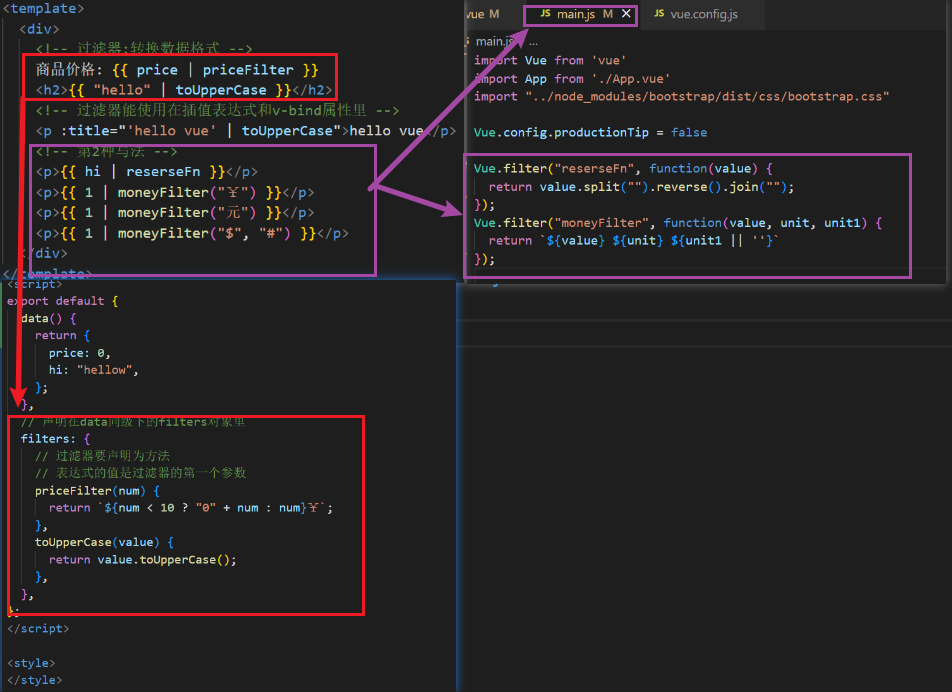 <template>
<div>
<!-- 过滤器:转换数据格式 -->
商品价格: {{ price | priceFilter }}
<h2>{{ "hello" | toUpperCase }}</h2>
<!-- 过滤器能使用在插值表达式和v-bind属性里 -->
<p :title="'hello vue' | toUpperCase">hello vue</p>
<!-- 第2种写法 -->
<p>{{ hi | reserseFn }}</p>
<p>{{ 1 | moneyFilter("￥") }}</p>
<p>{{ 1 | moneyFilter("元") }}</p>
<p>{{ 1 | moneyFilter("$", "#") }}</p>
</div>
</template>
<script>
export default {
data() {
return {
price: 0,
hi: "hellow",
};
},
// 声明在data同级下的filters对象里
filters: {
// 过滤器要声明为方法
// 表达式的值是过滤器的第一个参数
priceFilter(num) {
return `${num < 10 ? "0" + num : num}￥`;
},
toUpperCase(value) {
return value.toUpperCase();
},
},
};
</script>
<style>
</style>
vue M JS main.js M X JS vue.config.js
main.js ...
import Vue from 'vue'
import App from './App.vue'
import "../node_modules/bootstrap/dist/css/bootstrap.css"
Vue.config.productionTip = false
Vue.filter("reserseFn", function(value) {
return value.split("").reverse().join("");
});
Vue.filter("moneyFilter", function(value, unit, unit1) {
return `${value} ${unit} ${unit1 || ''}`
});